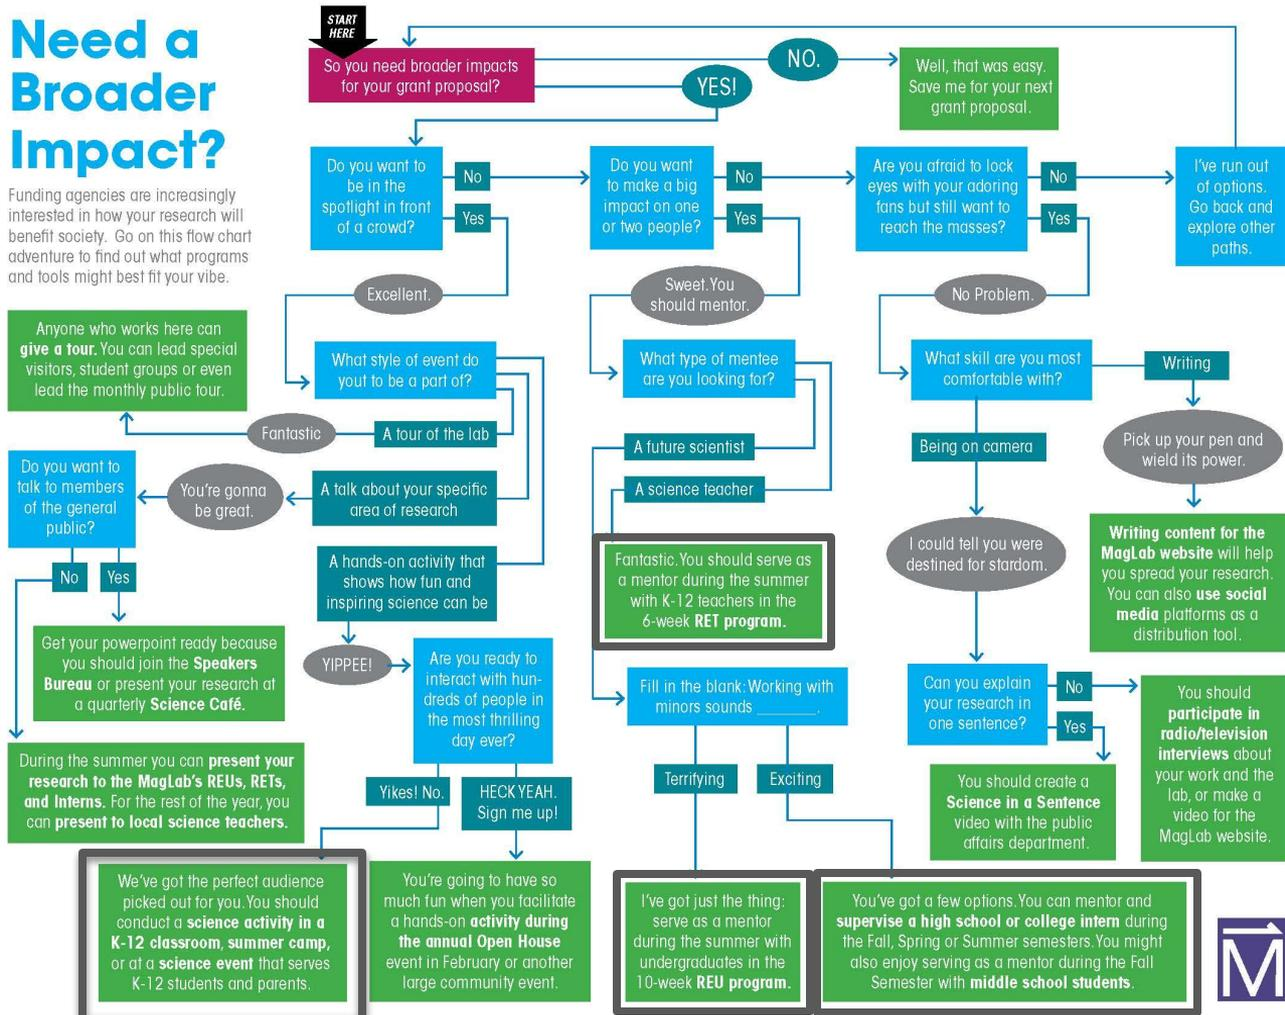 Need a
Broader
Impact?
Funding agencies are increasingly
interested in how your research will
benefit society. Go on this flow chart
adventure to find out what programs
and tools might best fit your vibe.
START
HERE
So you need broader impacts
for your grant proposal?
NO.
YES!
Well, that was easy.
Save me for your next
grant proposal.
Do you want to
be in the
spotlight in front
of a crowd?
No
Yes
Do you want
to make a big
impact on one
or two people?
No
Yes
Are you afraid to lock
eyes with your adoring
fans but still want to
reach the masses?
No
Yes
I've run out
of options.
Go back and
explore other
paths.
Excellent.
Sweet. You
should mentor.
No Problem.
Anyone who works here can
give a tour. You can lead special
visitors, student groups or even
lead the monthly public tour.
What style of event do
yout to be a part of?
Fantastic
A tour of the lab
Do you want to
talk to members
of the general
public?
You're gonna
be great.
A talk about your specific
area of research
No
Yes
A hands-on activity that
shows how fun and
inspiring science can be
Get your powerpoint ready because
you should join the Speakers
Bureau or present your research at
a quarterly Science Café.
YIPPEE!
Are you ready to
interact with hun-
dreds of people in
the most thrilling
day ever?
During the summer you can present your
research to the MagLab's REUs, RETs,
and Interns. For the rest of the year, you
can present to local science teachers.
Yikes! No.
HECK YEAH.
Sign me up!
We've got the perfect audience
picked out for you. You should
conduct a science activity in a
K-12 classroom, summer camp,
or at a science event that serves
K-12 students and parents.
You're going to have so
much fun when you facilitate
a hands-on activity during
the annual Open House
event in February or another
large community event.
What type of mentee
are you looking for?
A future scientist
A science teacher
Fantastic. You should serve as
a mentor during the summer
with K-12 teachers in the
6-week RET program.
Fill in the blank: Working with
minors sounds ________.
Terrifying
Exciting
I've got just the thing:
serve as a mentor
during the summer with
undergraduates in the
10-week REU program.
You've got a few options. You can mentor and
supervise a high school or college intern during
the Fall, Spring or Summer semesters. You might
also enjoy serving as a mentor during the Fall
Semester with middle school students.
What skill are you most
comfortable with?
Writing
Being on camera
Pick up your pen and
wield its power.
I could tell you were
destined for stardom.
Writing content for the
MagLab website will help
you spread your research.
You can also use social
media platforms as a
distribution tool.
Can you explain
your research in
one sentence?
No
Yes
You should
participate in
radio/television
interviews about
your work and the
lab, or make a
video for the
MagLab website.
You should create a
Science in a Sentence
video with the public
affairs department.
M